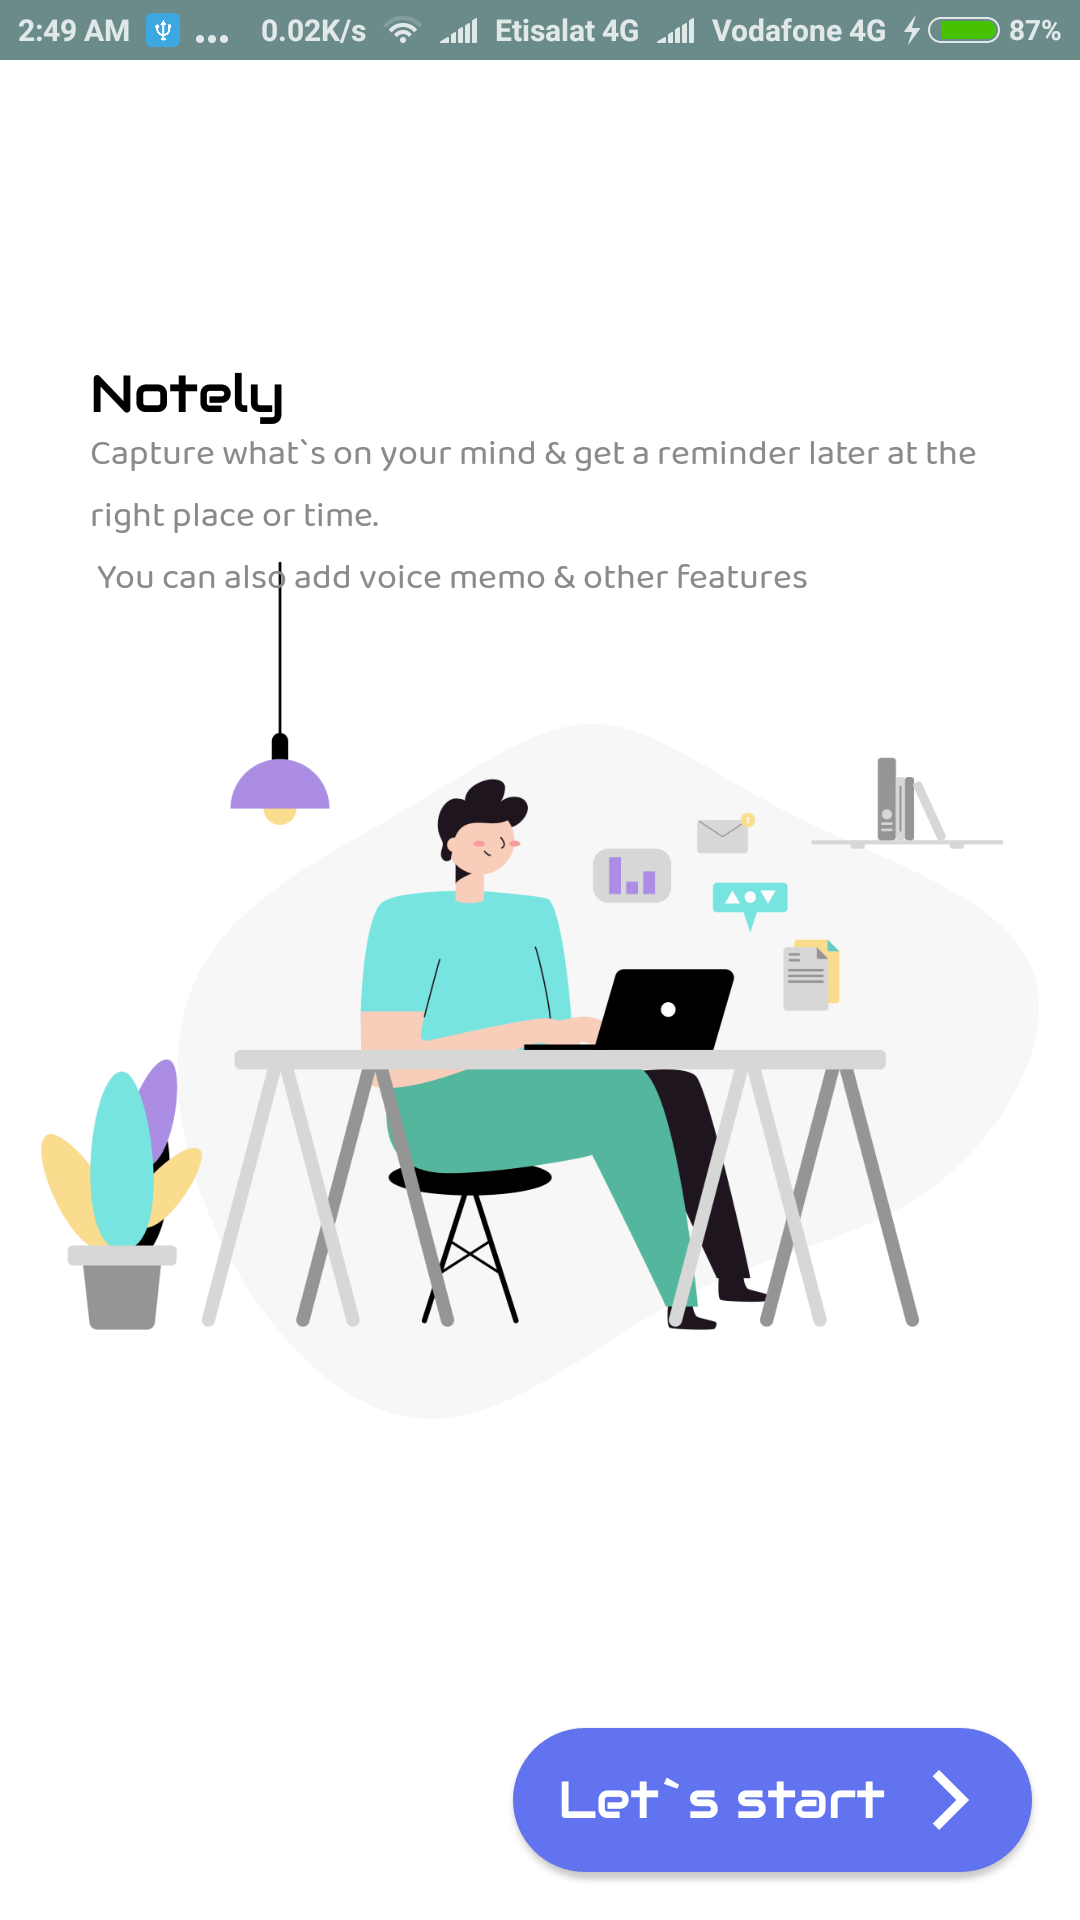 2:49 AM ... 0.02K/s Etisalat 4G Vodafone 4G 87%
Notely
Capture what`s on your mind & get a reminder later at the
right place or time.
You can also add voice memo & other features
1
Let`s start